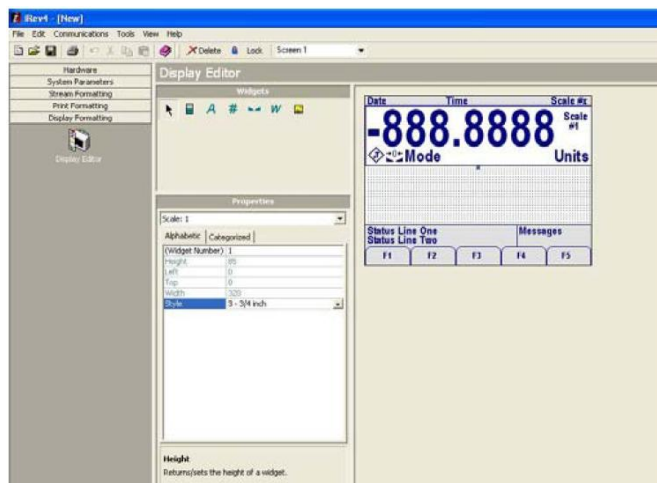 iRev4 - [New]
File Edit Communications Tools View Help
Delete Lock Screen 1
Hardware
System Parameters
Stream Formatting
Print Formatting
Display Formatting
Display Editor
Display Editor
Widgets
A # W
Properties
Scale: 1
Alphabetic Categorized
(Widget Number) 1
Height 85
Left 0
Top 0
Width 320
Style 3 - 3/4 inch
Height
Returns/sets the height of a widget.
Date Time Scale #x
-888.8888 Scale
#1
Mode Units
Status Line One Messages
Status Line Two
F1 F2 F3 F4 F5